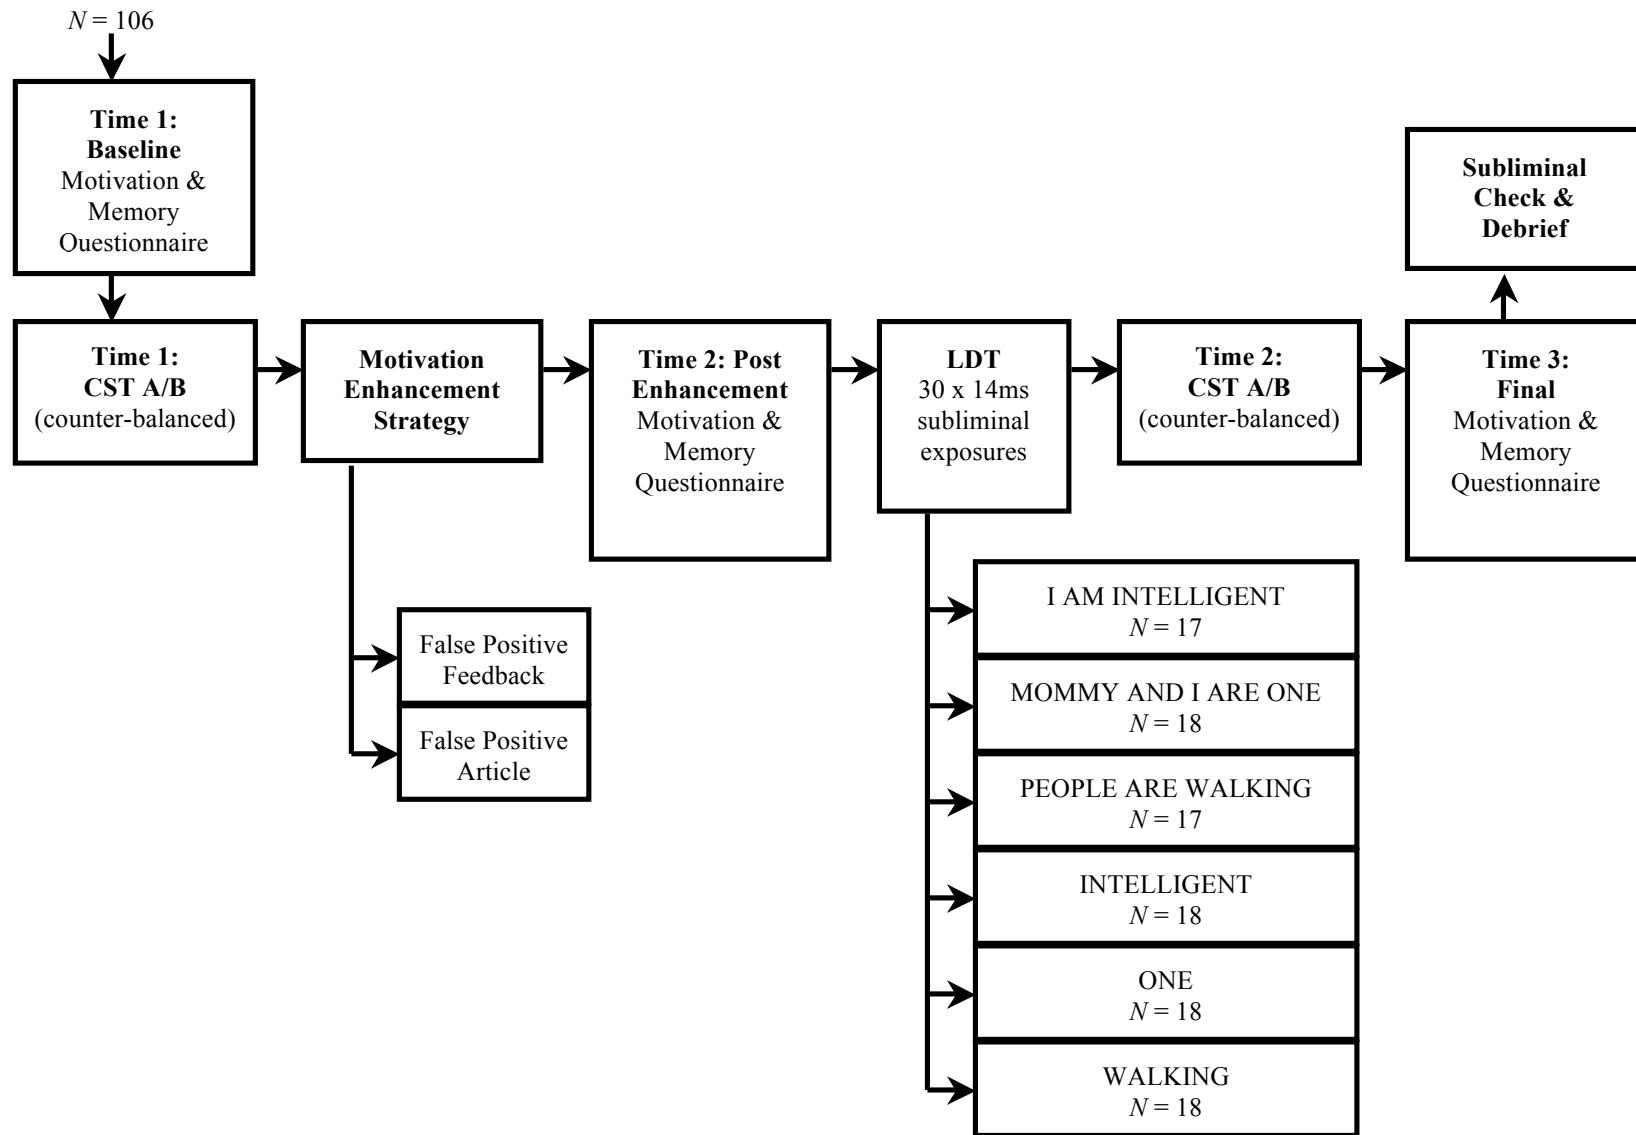 N = 106
Time 1:
Baseline
Motivation &
Memory
Ouestionnaire
Time 1:
CST A/B
(counter-balanced)
Motivation
Enhancement
Strategy
False Positive
Feedback
False Positive
Article
Time 2: Post
Enhancement
Motivation &
Memory
Questionnaire
LDT
30 x 14ms
subliminal
exposures
I AM INTELLIGENT
N = 17
MOMMY AND I ARE ONE
N = 18
PEOPLE ARE WALKING
N = 17
INTELLIGENT
N = 18
ONE
N = 18
WALKING
N = 18
Time 2:
CST A/B
(counter-balanced)
Time 3:
Final
Motivation &
Memory
Questionnaire
Subliminal
Check &
Debrief